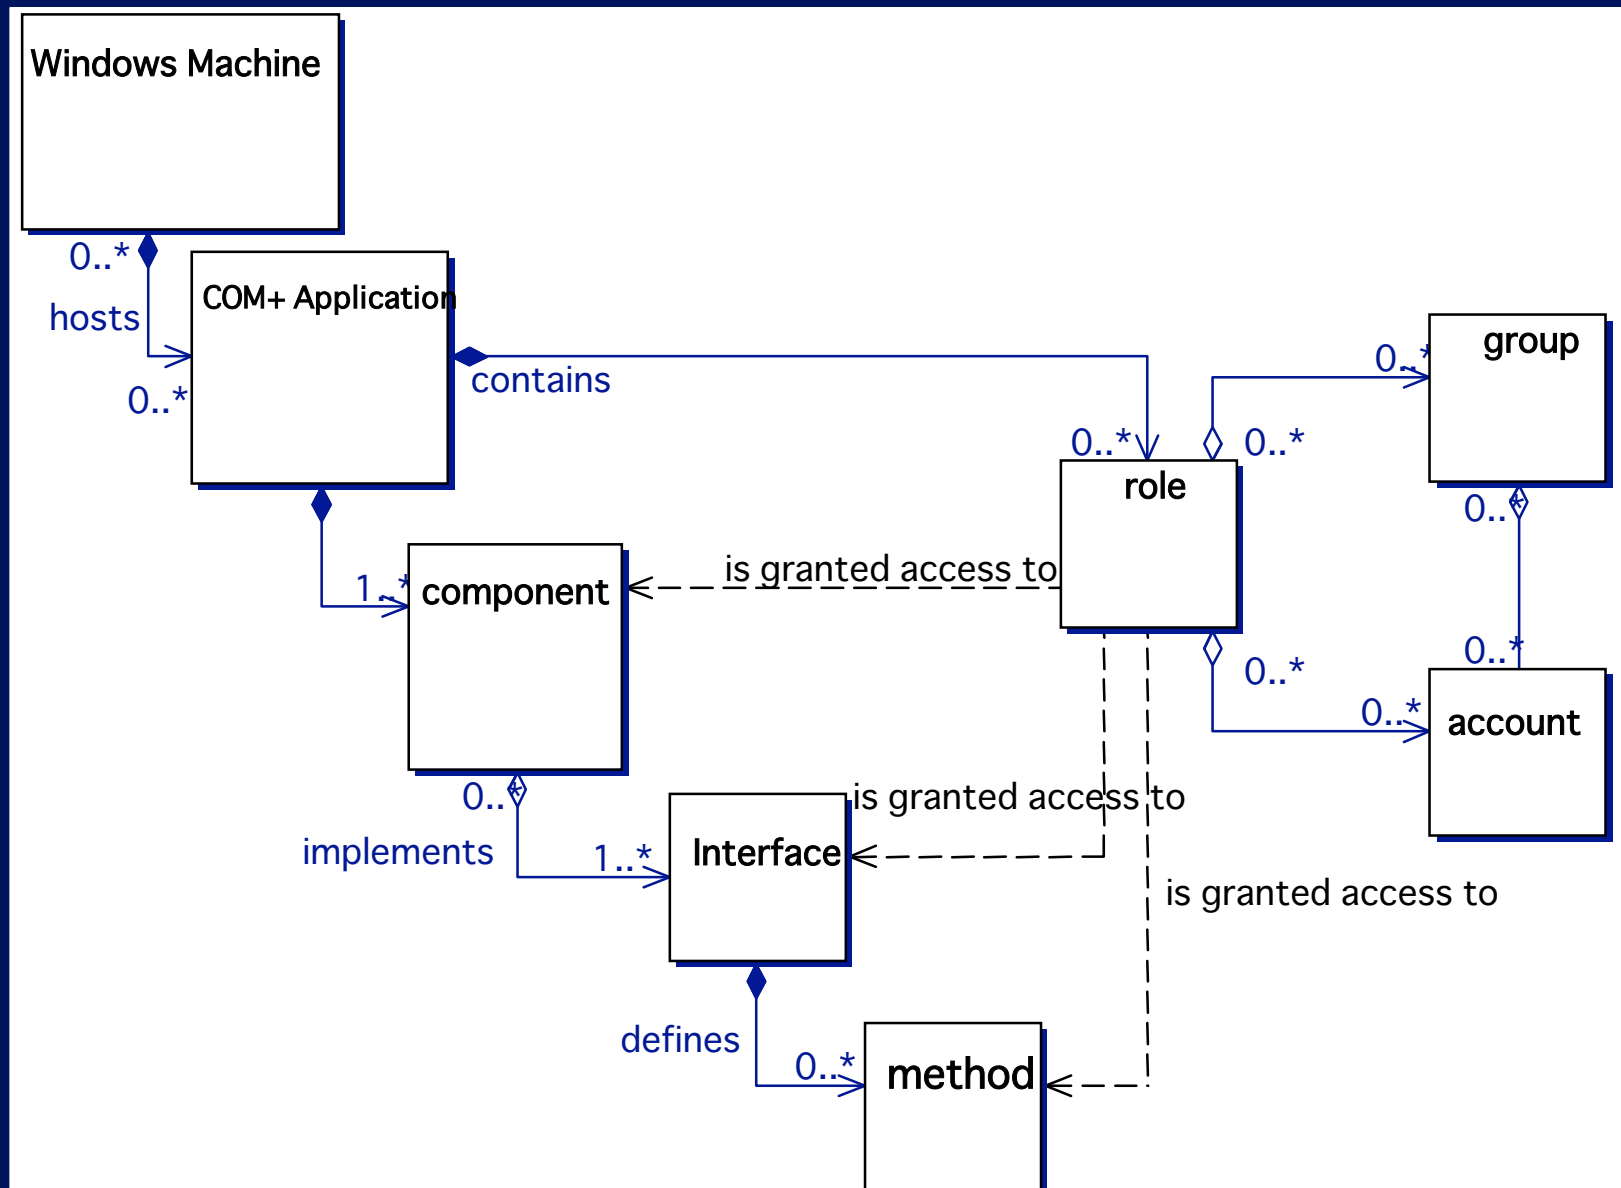 Windows Machine
0..*
hosts
0..*
COM+ Application
contains
0..*
0..*
0..*
group
role
0..*
1..*
component
is granted access to
0..*
0..*
0..*
account
0..*
implements
1..*
Interface
is granted access to
is granted access to
defines
0..*
method